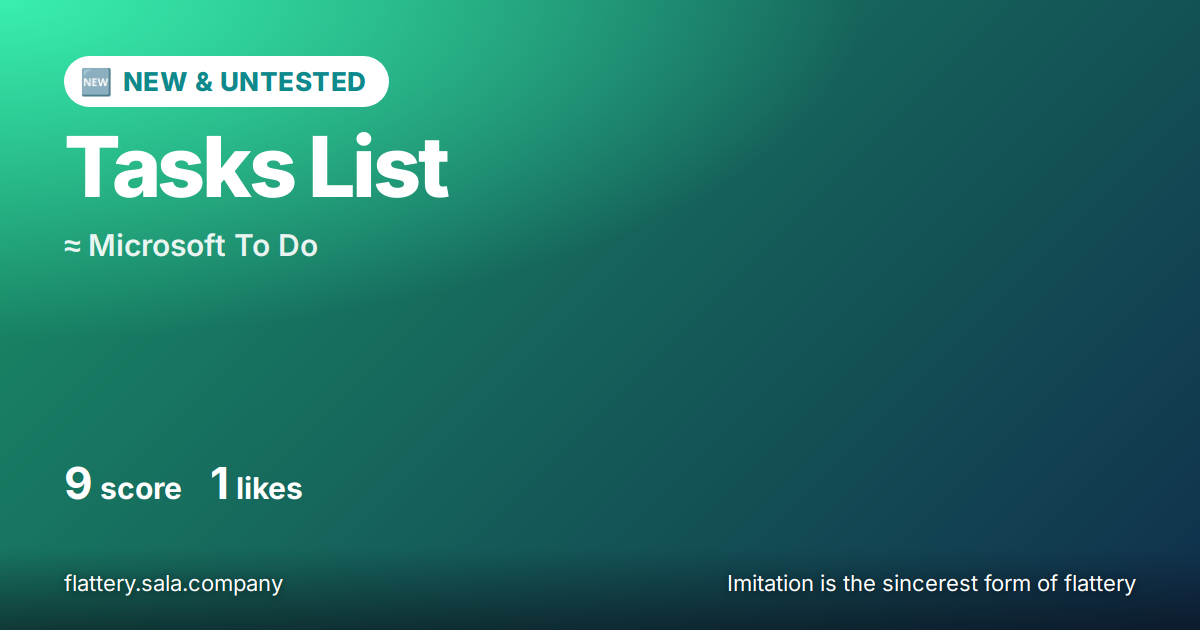 🆕 NEW & UNTESTED
Tasks List
≈ Microsoft To Do
9 score 1 likes
flattery.sala.company
Imitation is the sincerest form of flattery